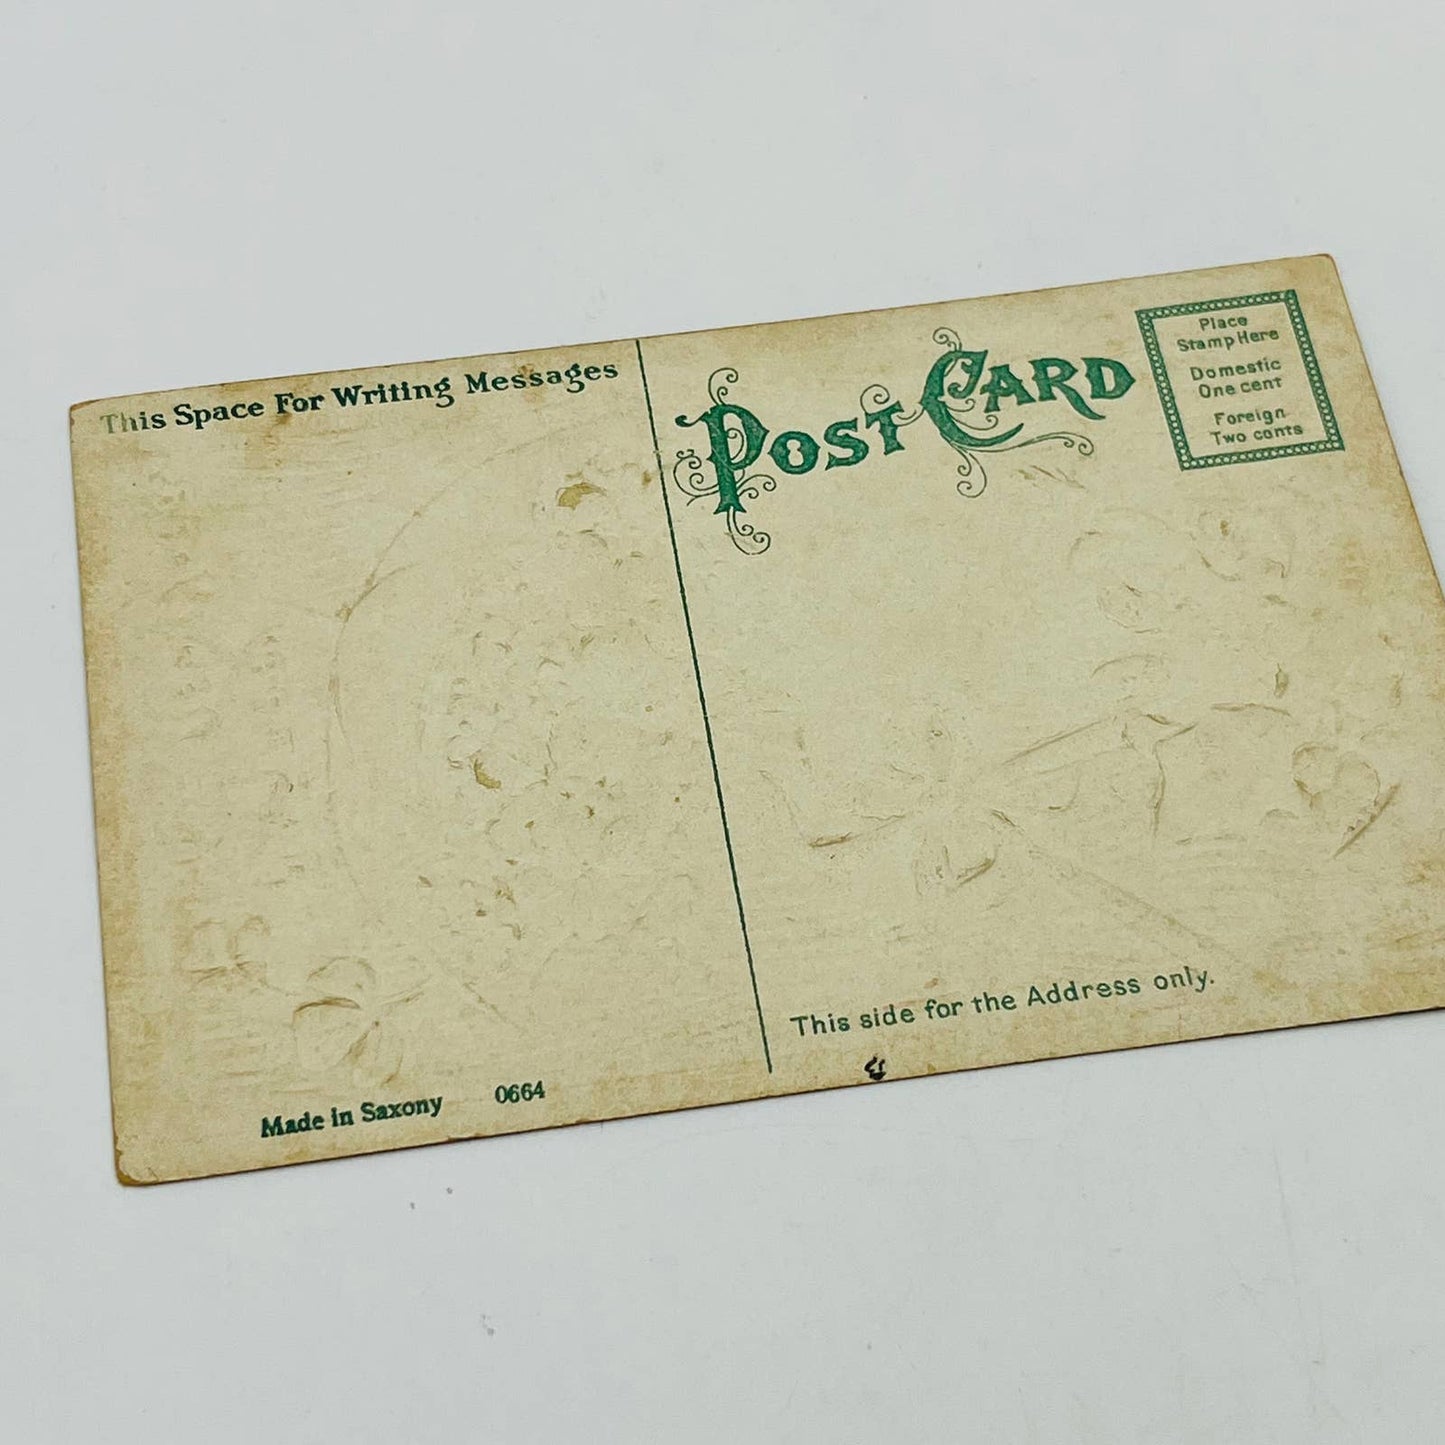 This Space For Writing Messages
POST CARD
Place
Stamp Here
Domestic
One cent
Foreign
Two cents
This side for the Address only.
Made in Saxony 0664